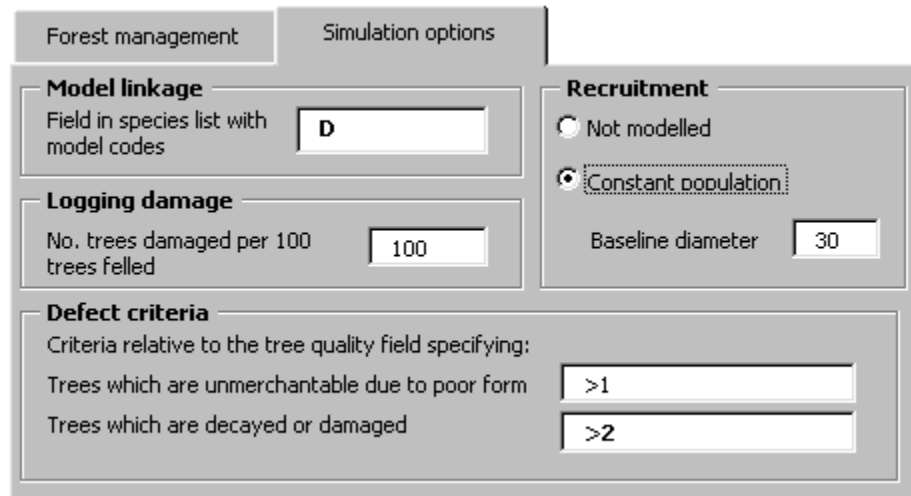 Forest management
Simulation options
Model linkage
Field in species list with
model codes
D
Logging damage
No. trees damaged per 100
trees felled
100
Recruitment
Not modelled
Constant population
Baseline diameter
30
Defect criteria
Criteria relative to the tree quality field specifying:
Trees which are unmerchantable due to poor form
>1
Trees which are decayed or damaged
>2